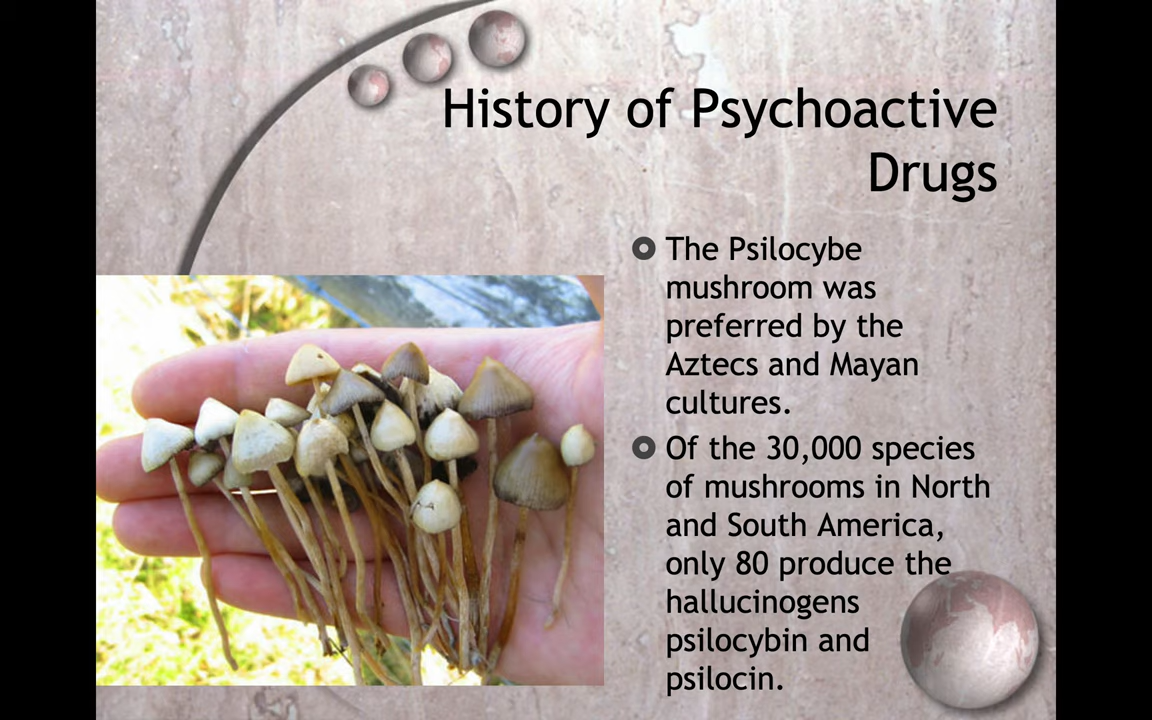 History of Psychoactive
Drugs
The Psilocybe
mushroom was
preferred by the
Aztecs and Mayan
cultures.
Of the 30,000 species
of mushrooms in North
and South America,
only 80 produce the
hallucinogens
psilocybin and
psilocin.